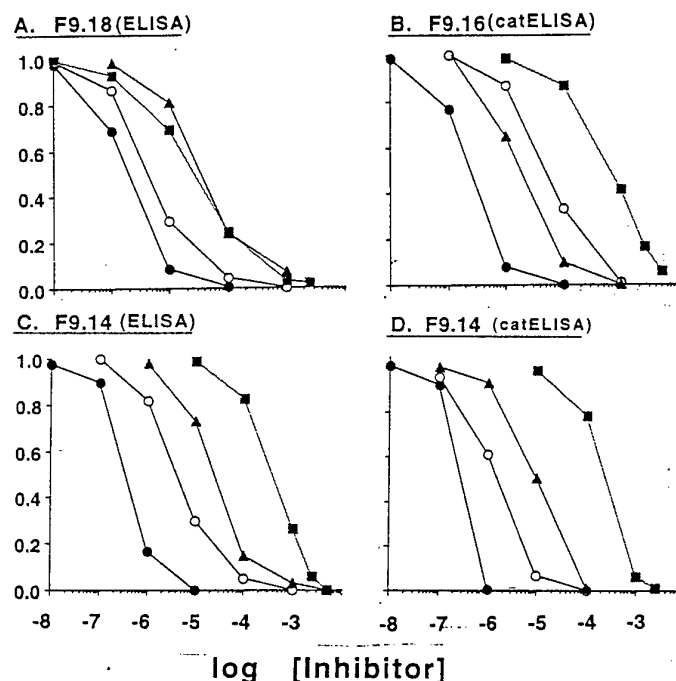 A. F9.18 (ELISA)
B. F9.16 (catELISA)
1.0
0.8
0.6
0.4
0.2
0.0
C. F9.14 (ELISA)
D. F9.14 (catELISA)
1.0
0.8
0.6
0.4
0.2
0.0
-8 -7 -6 -5 -4 -3
-8 -7 -6 -5 -4 -3
log [Inhibitor]